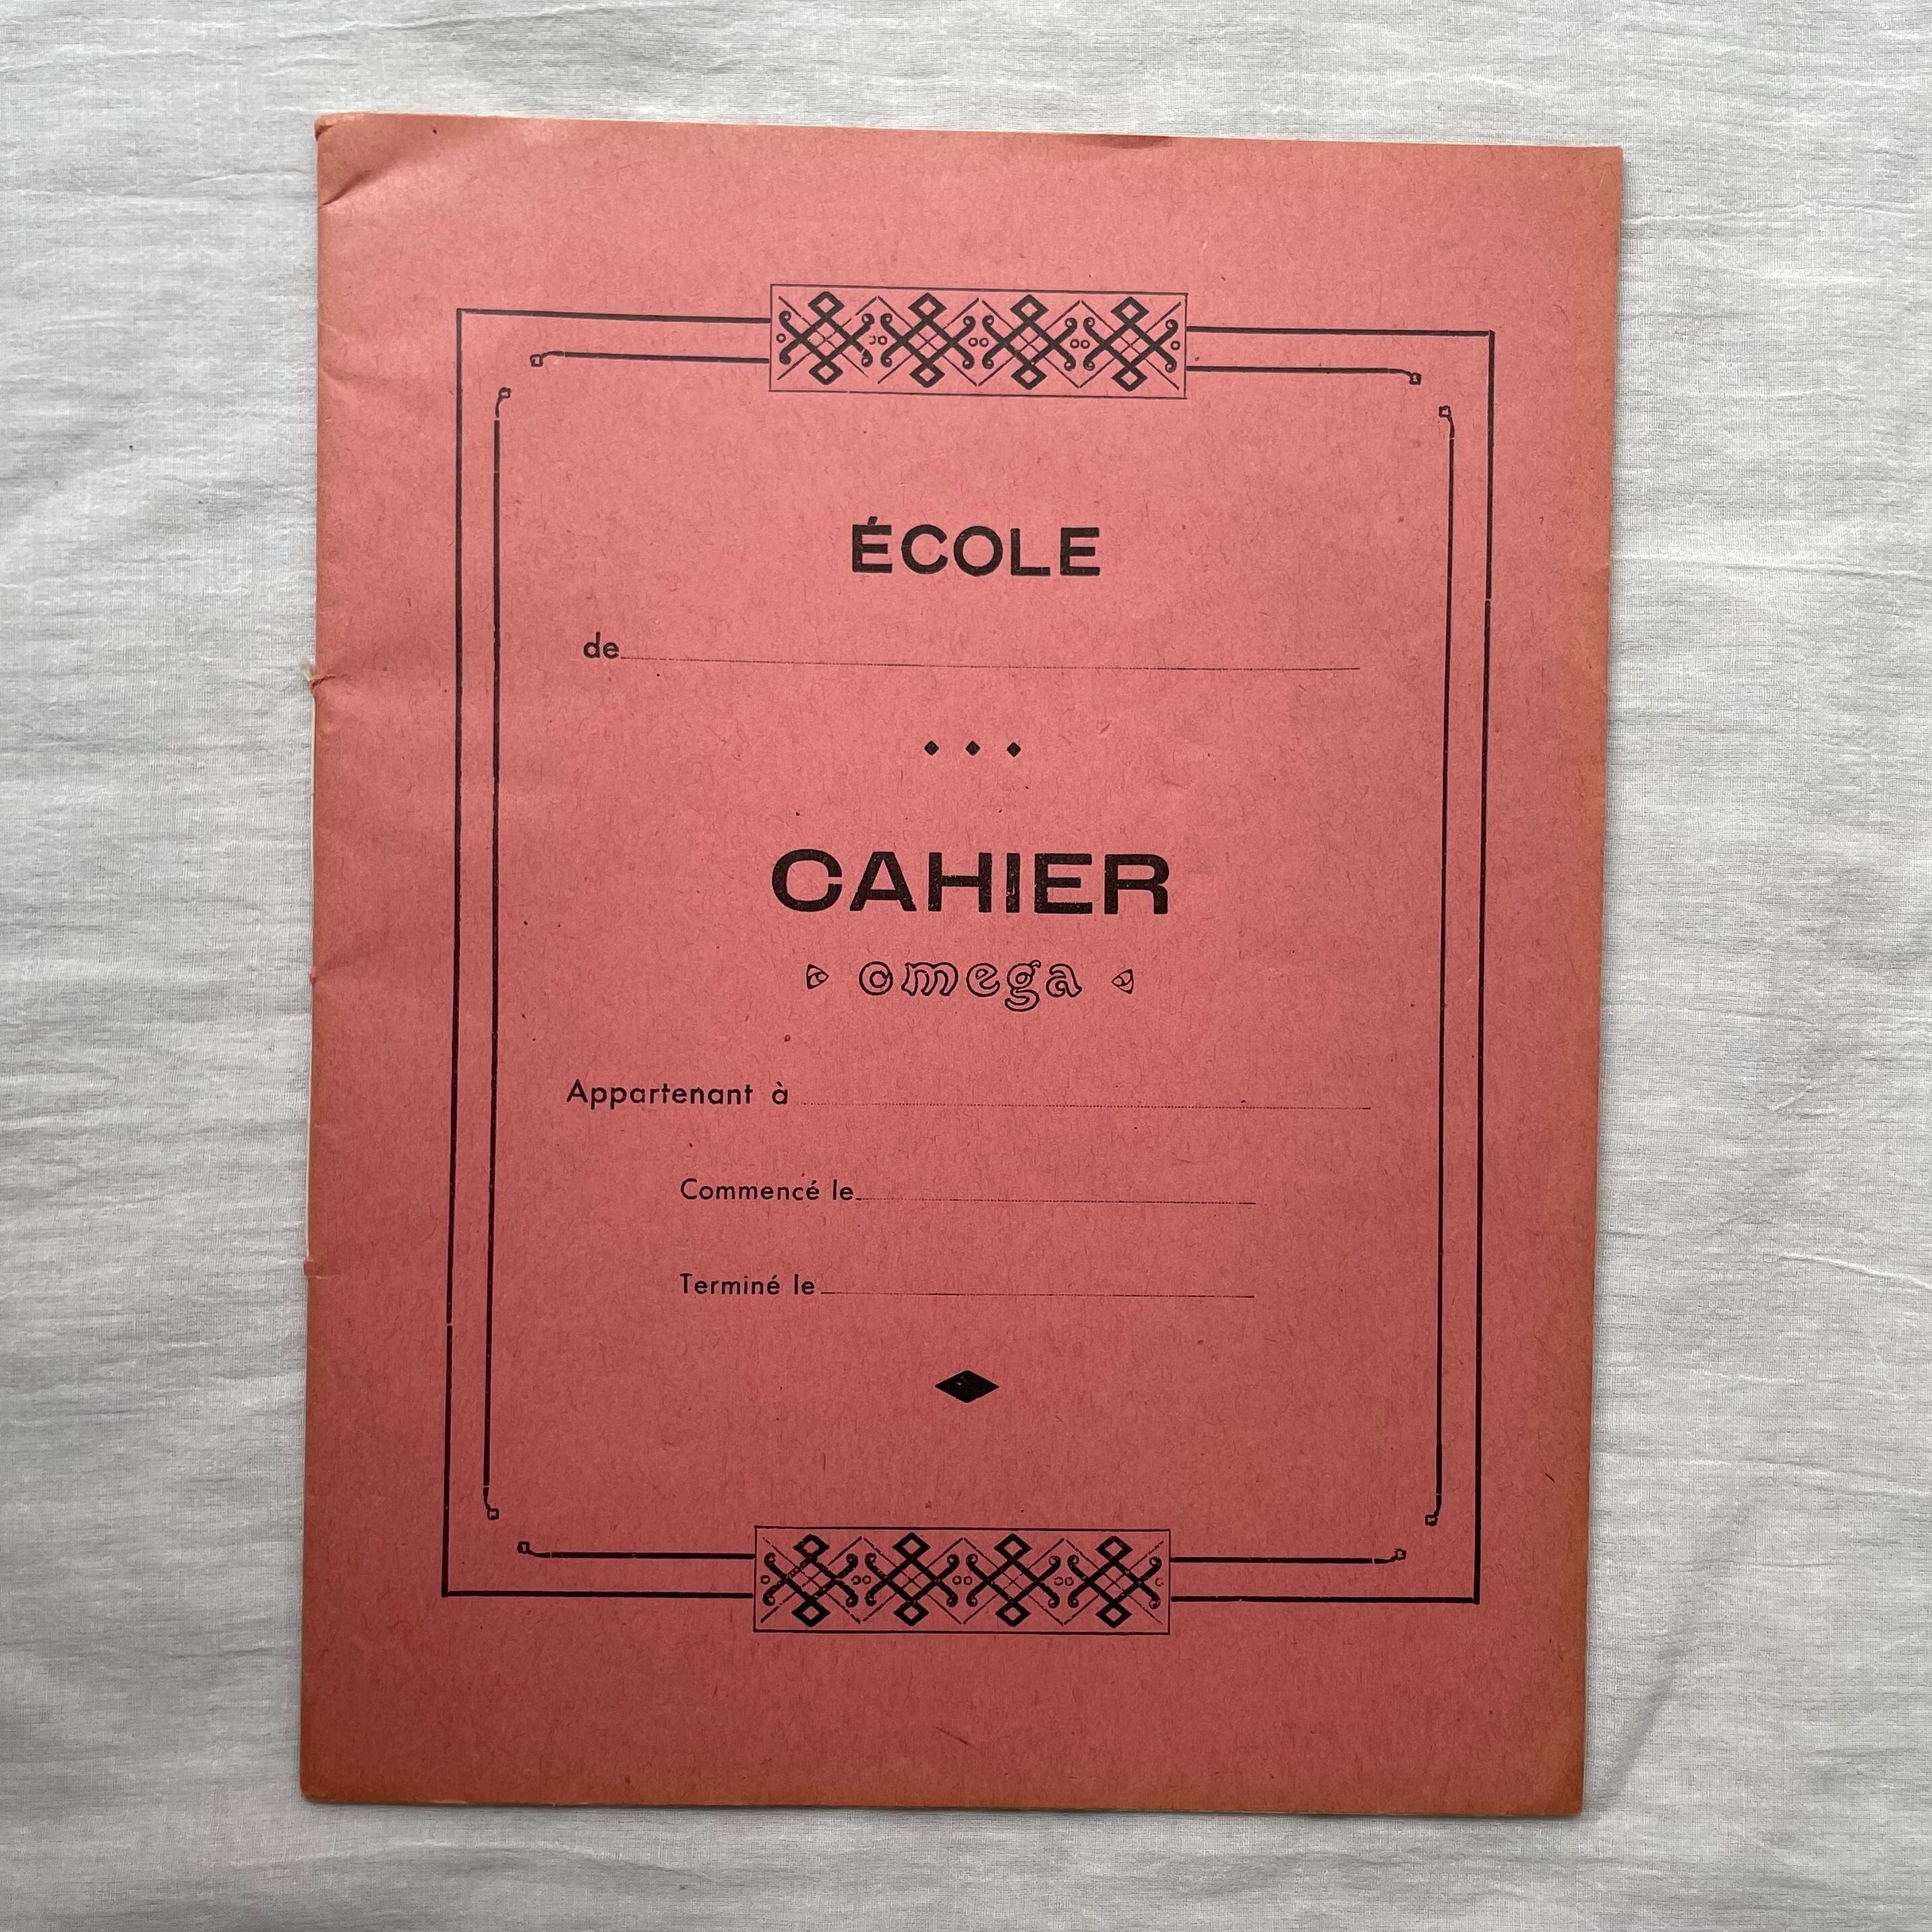 ÉCOLE
de
CAHIER
omega
Appartenant à
Commencé le
Terminé le